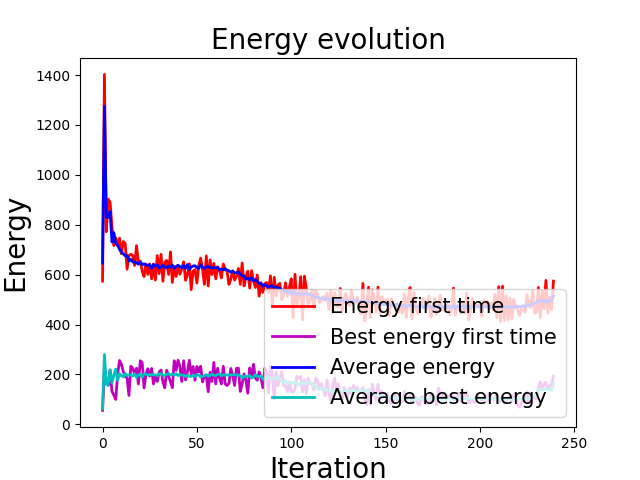 Energy evolution
Energy
1400
1200
1000
800
600
400
200
0
Energy first time
Best energy first time
Average energy
Average best energy
0
50
100
150
200
250
Iteration